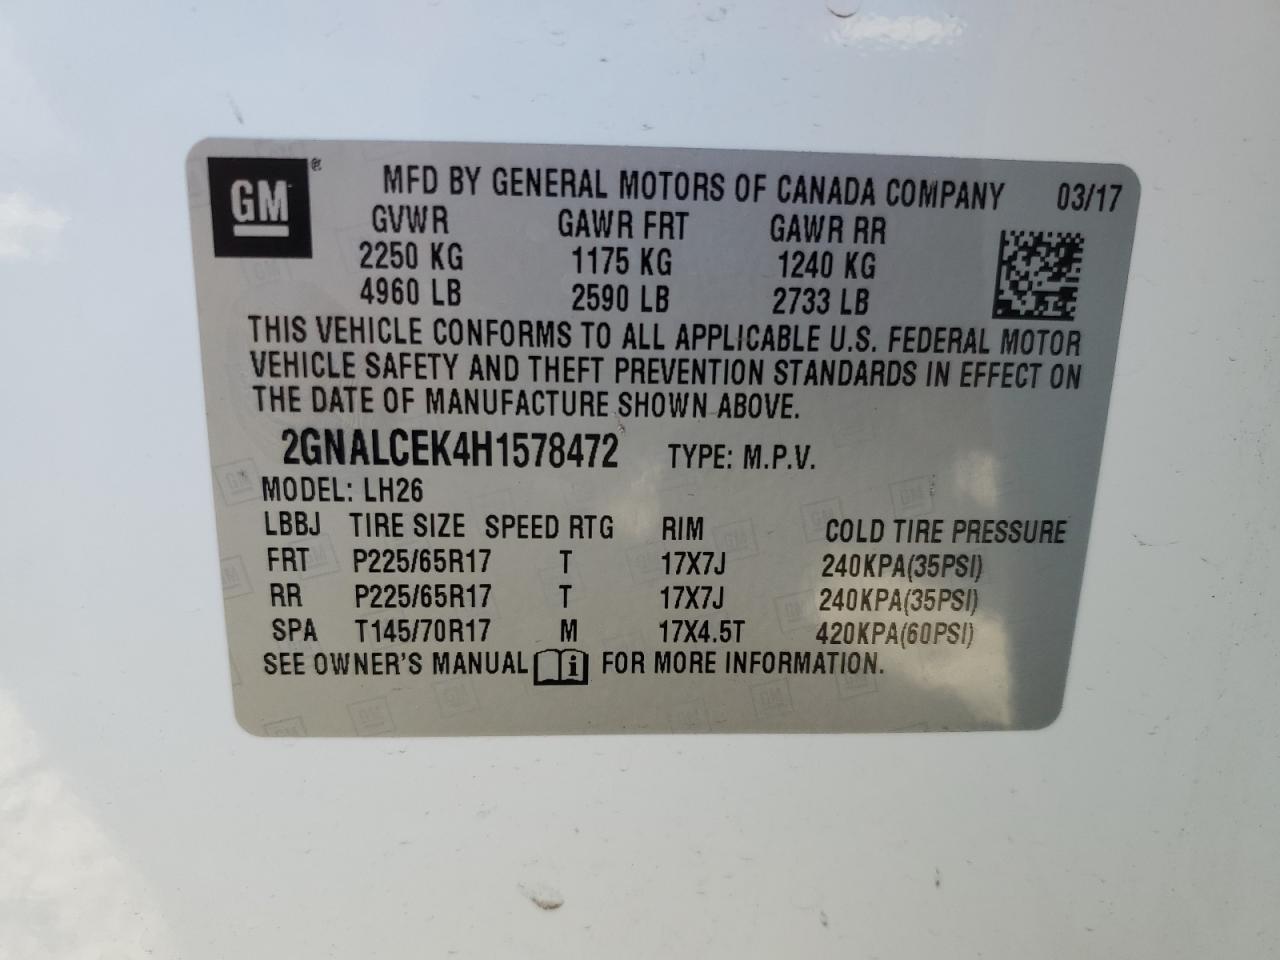 GM ®
MFD BY GENERAL MOTORS OF CANADA COMPANY 03/17
GVWR GAWR FRT GAWR RR
2250 KG 1175 KG 1240 KG
4960 LB 2590 LB 2733 LB
THIS VEHICLE CONFORMS TO ALL APPLICABLE U.S. FEDERAL MOTOR
VEHICLE SAFETY AND THEFT PREVENTION STANDARDS IN EFFECT ON
THE DATE OF MANUFACTURE SHOWN ABOVE.
2GNALCEK4H1578472 TYPE: M.P.V.
MODEL: LH26
LBBJ TIRE SIZE SPEED RTG RIM COLD TIRE PRESSURE
FRT P225/65R17 T 17X7J 240KPA(35PSI)
RR P225/65R17 T 17X7J 240KPA(35PSI)
SPA T145/70R17 M 17X4.5T 420KPA(60PSI)
SEE OWNER'S MANUAL i FOR MORE INFORMATION.